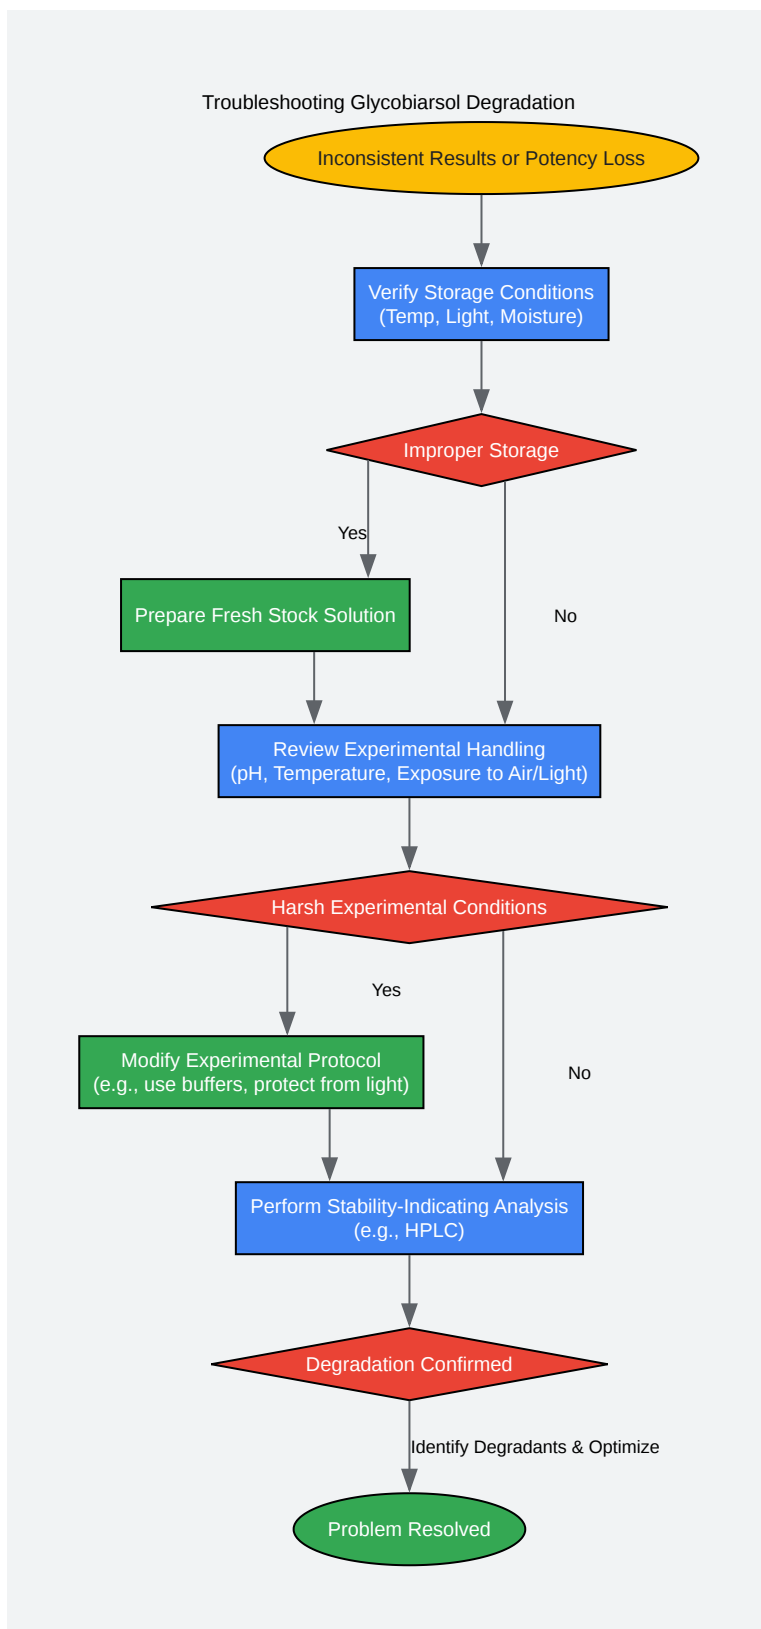 Troubleshooting Glycobiarsol Degradation
Inconsistent Results or Potency Loss
Verify Storage Conditions
(Temp, Light, Moisture)
Improper Storage
Yes
Prepare Fresh Stock Solution
No
Review Experimental Handling
(pH, Temperature, Exposure to Air/Light)
Harsh Experimental Conditions
Yes
Modify Experimental Protocol
(e.g., use buffers, protect from light)
No
Perform Stability-Indicating Analysis
(e.g., HPLC)
Degradation Confirmed
Identify Degradants & Optimize
Problem Resolved